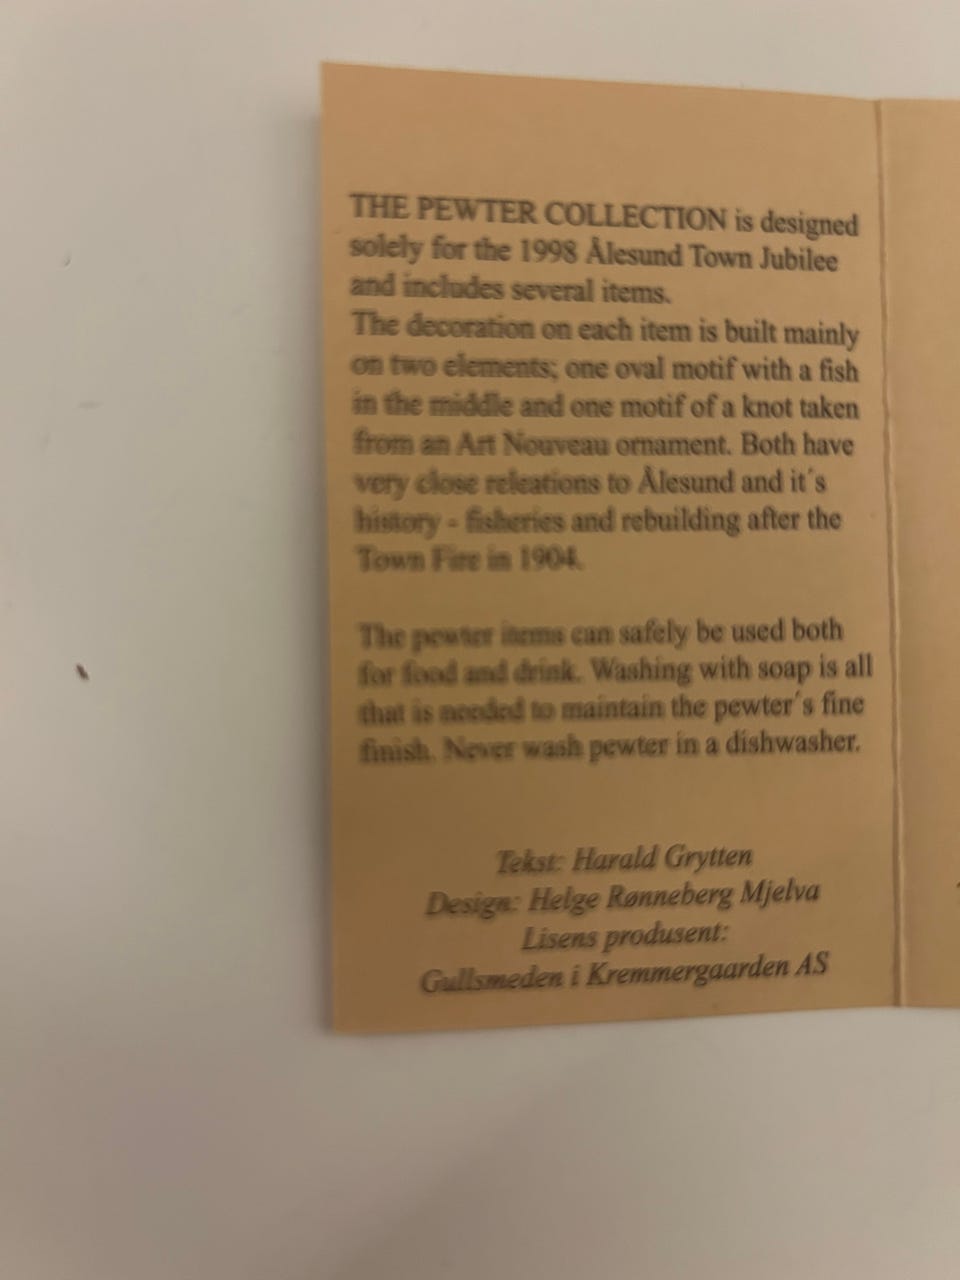 THE PEWTER COLLECTION is designed
solely for the 1998 Ålesund Town Jubilee
and includes several items.
The decoration on each item is built mainly
on two elements; one oval motif with a fish
in the middle and one motif of a knot taken
from an Art Nouveau ornament. Both have
very close releations to Ålesund and it´s
history - fisheries and rebuilding after the
Town Fire in 1904.
The pewter items can safely be used both
for food and drink. Washing with soap is all
that is needed to maintain the pewter´s fine
finish. Never wash pewter in a dishwasher.
Tekst: Harald Grytten
Design: Helge Rønneberg Mjelva
Lisens produsent:
Gullsmeden i Kremmergaarden AS